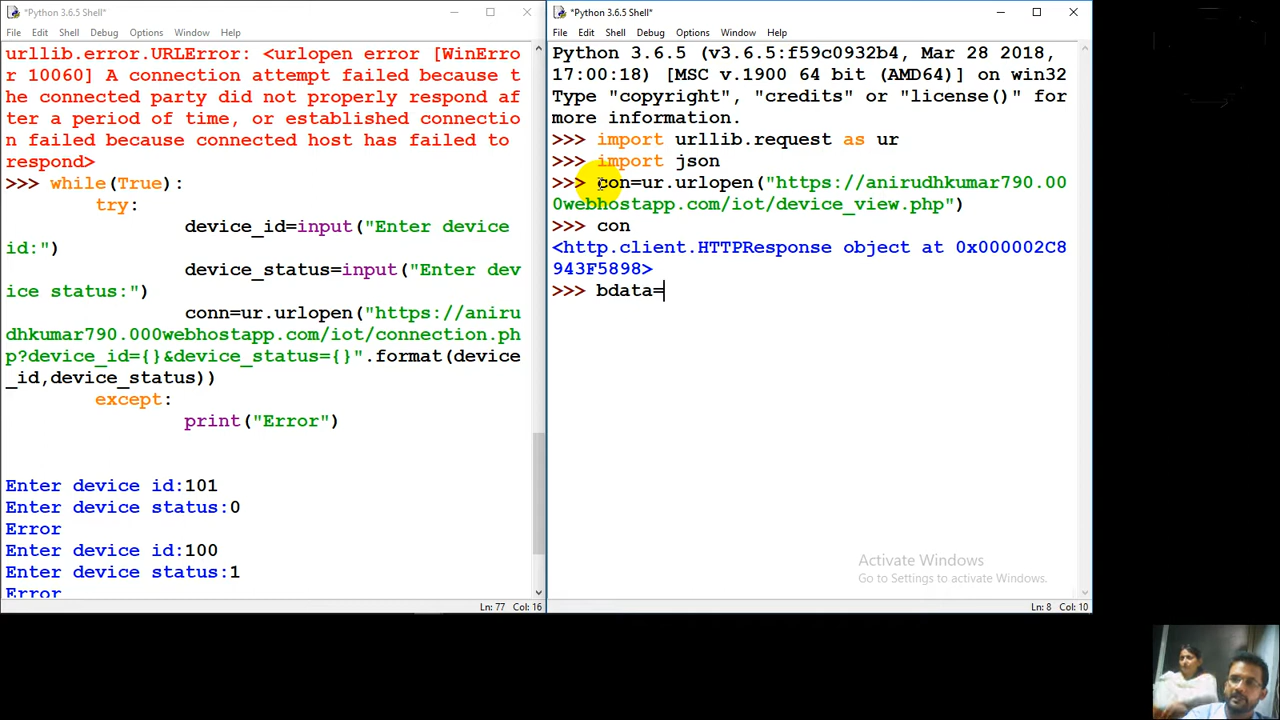 *Python 3.6.5 Shell*
File Edit Shell Debug Options Window Help
urllib.error.URLError: <urlopen error [WinErro
r 10060] A connection attempt failed because t
he connected party did not properly respond af
ter a period of time, or established connectio
n failed because connected host has failed to
respond>
>>> while(True):
try:
device_id=input("Enter device
id:")
device_status=input("Enter dev
ice status:")
conn=ur.urlopen("https://aniru
dhkumar790.000webhostapp.com/iot/connection.ph
p?device_id={}&device_status={}".format(device
_id,device_status))
except:
print("Error")
Enter device id:101
Enter device status:0
Error
Enter device id:100
Enter device status:1
Error
Ln: 77 Col: 16
*Python 3.6.5 Shell*
File Edit Shell Debug Options Window Help
Python 3.6.5 (v3.6.5:f59c0932b4, Mar 28 2018,
17:00:18) [MSC v.1900 64 bit (AMD64)] on win32
Type "copyright", "credits" or "license()" for
more information.
>>> import urllib.request as ur
>>> import json
>>> con=ur.urlopen("https://anirudhkumar790.00
0webhostapp.com/iot/device_view.php")
>>> con
<http.client.HTTPResponse object at 0x000002C8
943F5898>
>>> bdata=
Activate Windows
Go to Settings to activate Windows.
Ln: 8 Col: 10